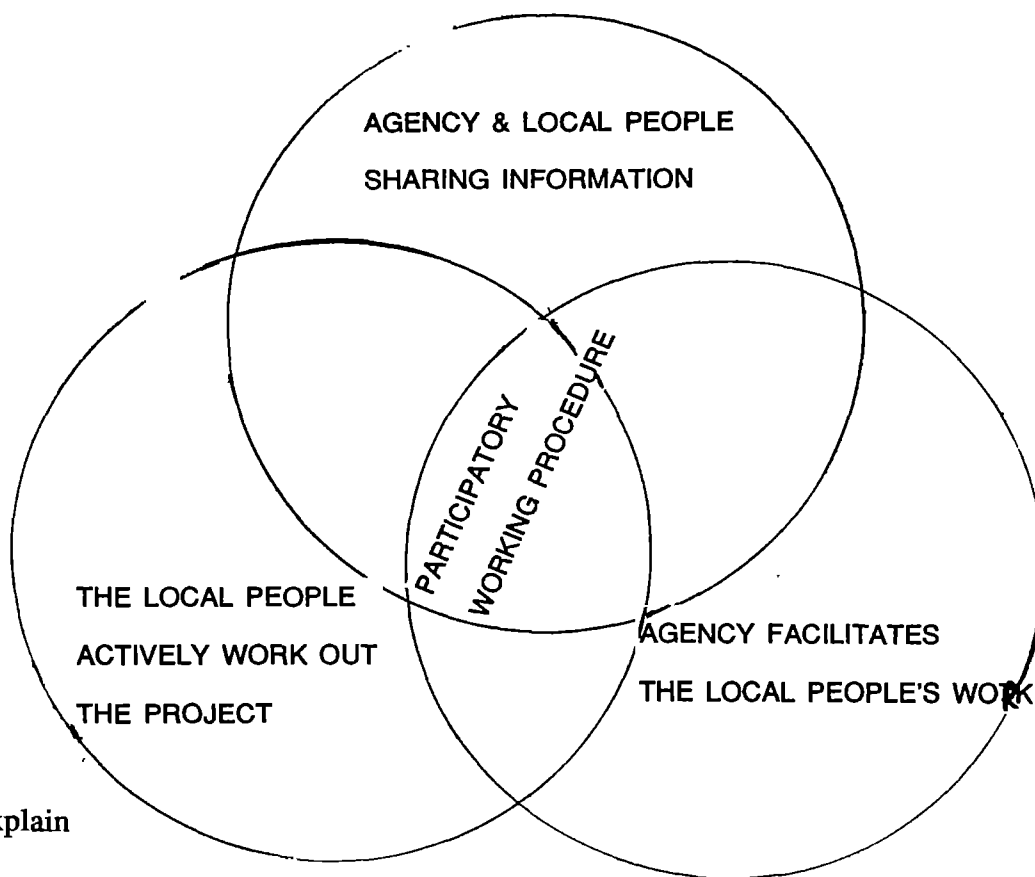 AGENCY & LOCAL PEOPLE
SHARING INFORMATION
PARTICIPATORY
WORKING PROCEDURE
THE LOCAL PEOPLE
ACTIVELY WORK OUT
THE PROJECT
AGENCY FACILITATES
THE LOCAL PEOPLE'S WORK
xplain